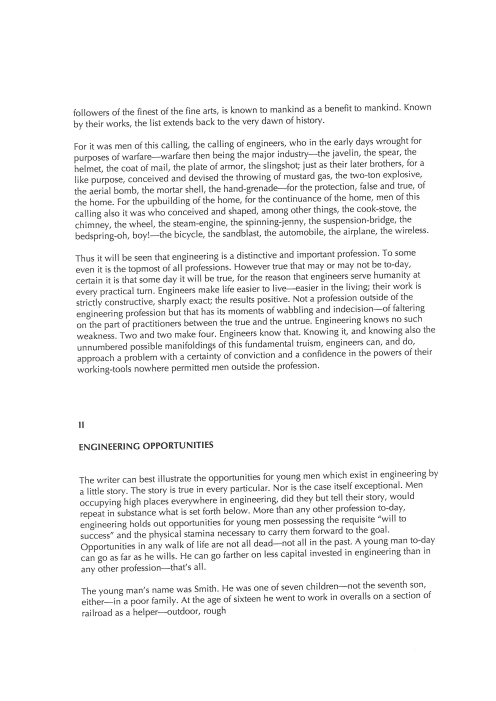 followers of the finest of the fine arts, is known to mankind as a benefit to mankind. Known
by their works, the list extends back to the very dawn of history.
For it was men of this calling, the calling of engineers, who in the early days wrought for
purposes of warfare—warfare then being the major industry—the javelin, the spear, the
helmet, the coat of mail, the plate of armor, the slingshot; just as their later brothers, for a
like purpose, conceived and devised the throwing of mustard gas, the two-ton explosive,
the aerial bomb, the mortar shell, the hand-grenade—for the protection, false and true, of
the home. For the upbuilding of the home, for the continuance of the home, men of this
calling also it was who conceived and shaped, among other things, the cook-stove, the
chimney, the wheel, the steam-engine, the spinning-jenny, the suspension-bridge, the
bedspring-oh, boy!—the bicycle, the sandblast, the automobile, the airplane, the wireless.
Thus it will be seen that engineering is a distinctive and important profession. To some
even it is the topmost of all professions. However true that may or may not be to-day,
certain it is that some day it will be true, for the reason that engineers serve humanity at
every practical turn. Engineers make life easier to live—easier in the living; their work is
strictly constructive, sharply exact; the results positive. Not a profession outside of the
engineering profession but that has its moments of wabbling and indecision—of faltering
on the part of practitioners between the true and the untrue. Engineering knows no such
weakness. Two and two make four. Engineers know that. Knowing it, and knowing also the
unnumbered possible manifoldings of this fundamental truism, engineers can, and do,
approach a problem with a certainty of conviction and a confidence in the powers of their
working-tools nowhere permitted men outside the profession.
II
ENGINEERING OPPORTUNITIES
The writer can best illustrate the opportunities for young men which exist in engineering by
a little story. The story is true in every particular. Nor is the case itself exceptional. Men
occupying high places everywhere in engineering, did they but tell their story, would
repeat in substance what is set forth below. More than any other profession to-day,
engineering holds out opportunities for young men possessing the requisite "will to
success" and the physical stamina necessary to carry them forward to the goal.
Opportunities in any walk of life are not all dead—not all in the past. A young man to-day
can go as far as he wills. He can go farther on less capital invested in engineering than in
any other profession—that's all.
The young man's name was Smith. He was one of seven children—not the seventh son,
either—in a poor family. At the age of sixteen he went to work in overalls on a section of
railroad as a helper—outdoor, rough